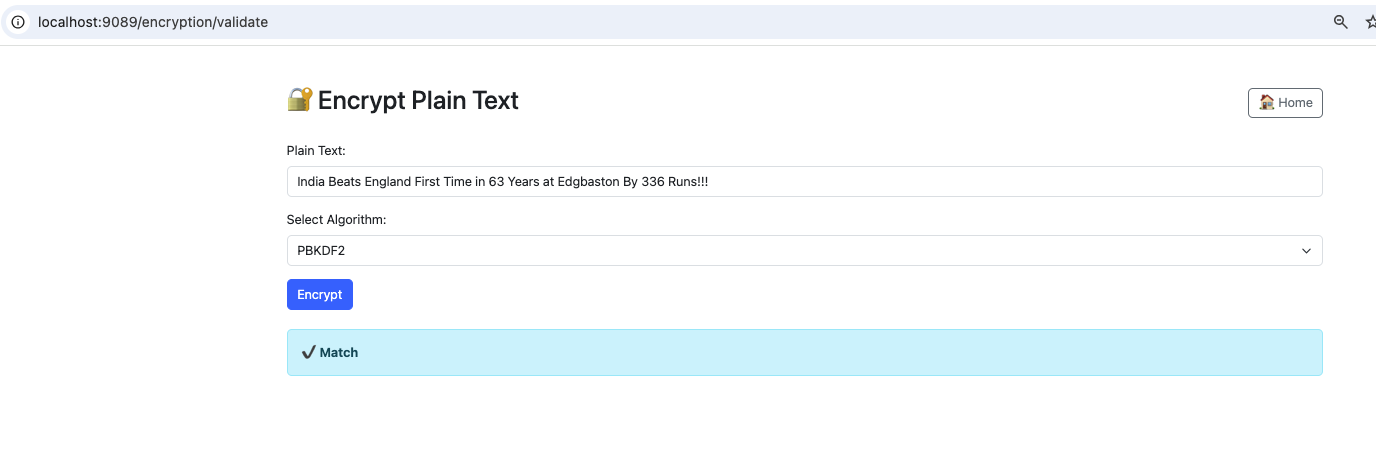 localhost:9089/encryption/validate
Encrypt Plain Text
Home
Plain Text:
India Beats England First Time in 63 Years at Edgbaston By 336 Runs!!!
Select Algorithm:
PBKDF2
Encrypt
✔ Match